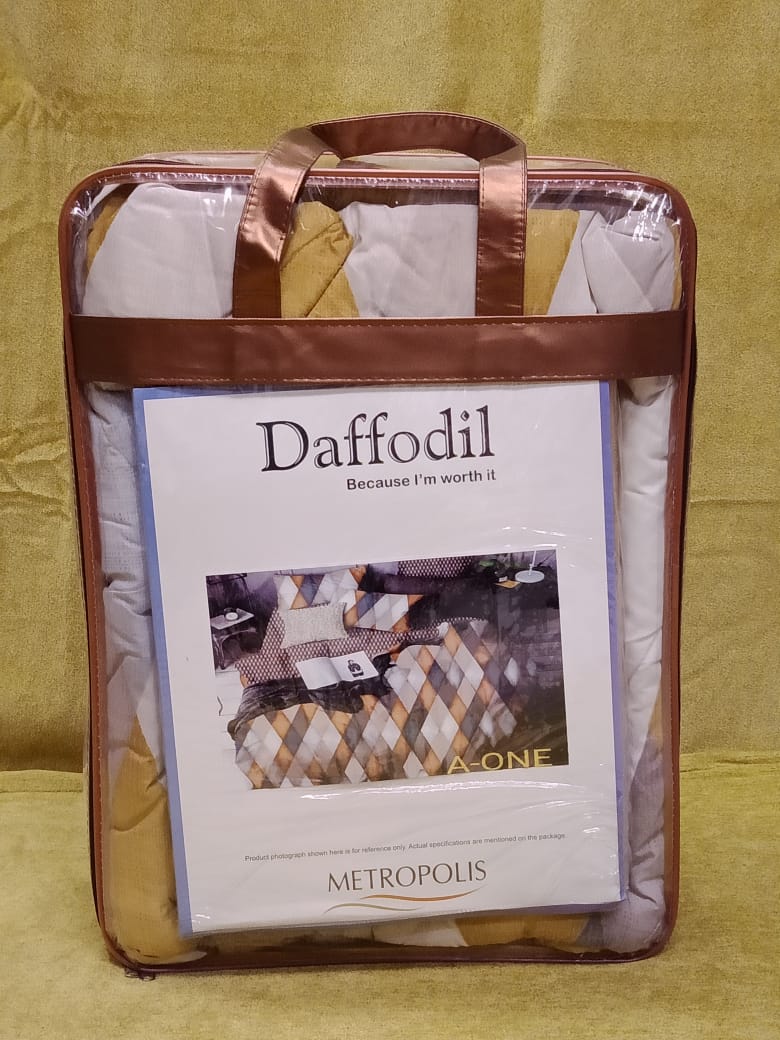 Daffodil
Because I'm worth it
A-ONE
Product photograph shown here is for reference only. Actual specifications are mentioned on the package.
METROPOLIS